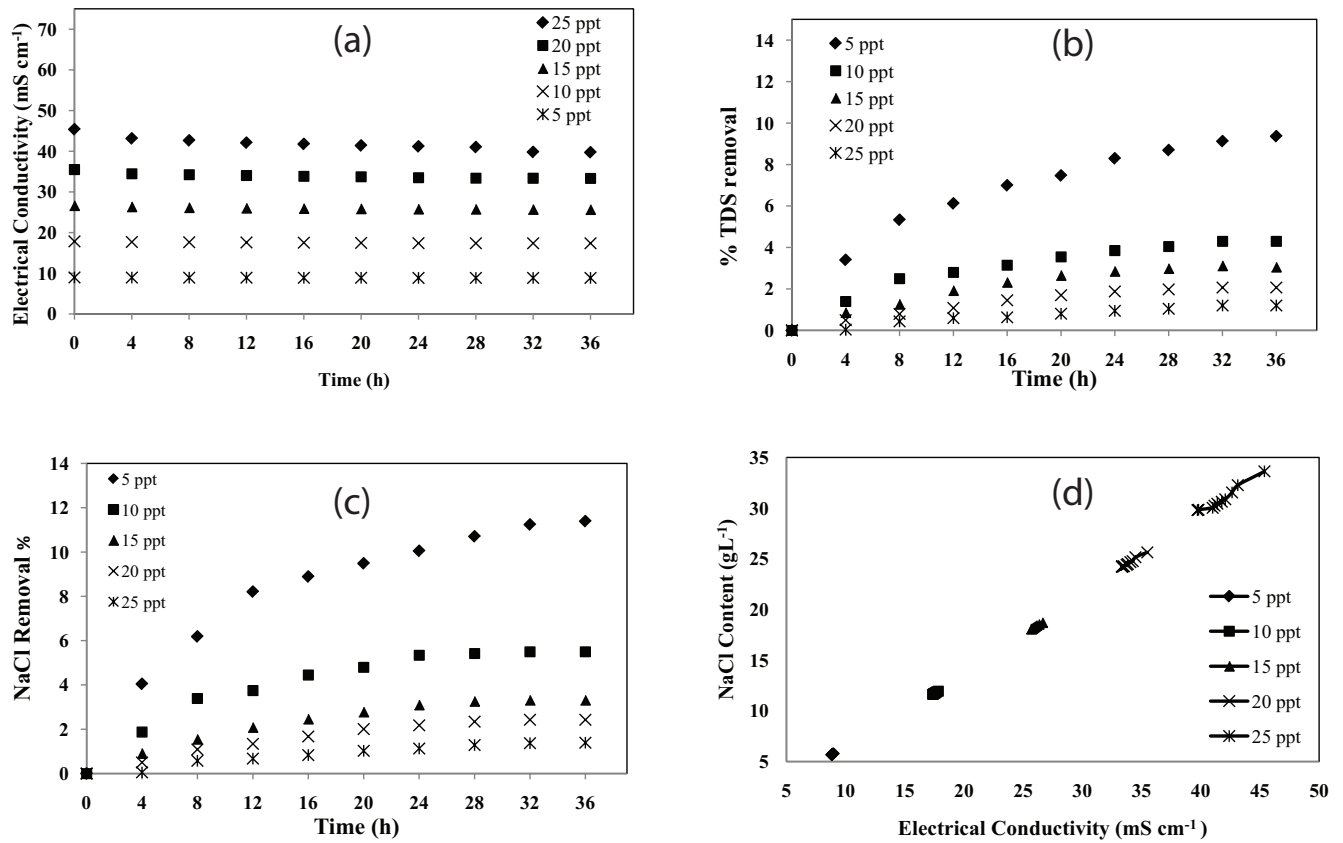 (a)
Electrical Conductivity (mS cm⁻¹)
70
60
50
40
30
20
10
0
25 ppt
20 ppt
15 ppt
10 ppt
5 ppt
0 4 8 12 16 20 24 28 32 36
Time (h)
(b)
% TDS removal
14
12
10
8
6
4
2
0
5 ppt
10 ppt
15 ppt
20 ppt
25 ppt
0 4 8 12 16 20 24 28 32 36
Time (h)
(c)
NaCl Removal %
14
12
10
8
6
4
2
0
5 ppt
10 ppt
15 ppt
20 ppt
25 ppt
0 4 8 12 16 20 24 28 32 36
Time (h)
(d)
NaCl Content (gL⁻¹)
35
30
25
20
15
10
5
5 ppt
10 ppt
15 ppt
20 ppt
25 ppt
5 10 15 20 25 30 35 40 45 50
Electrical Conductivity (mS cm⁻¹ )